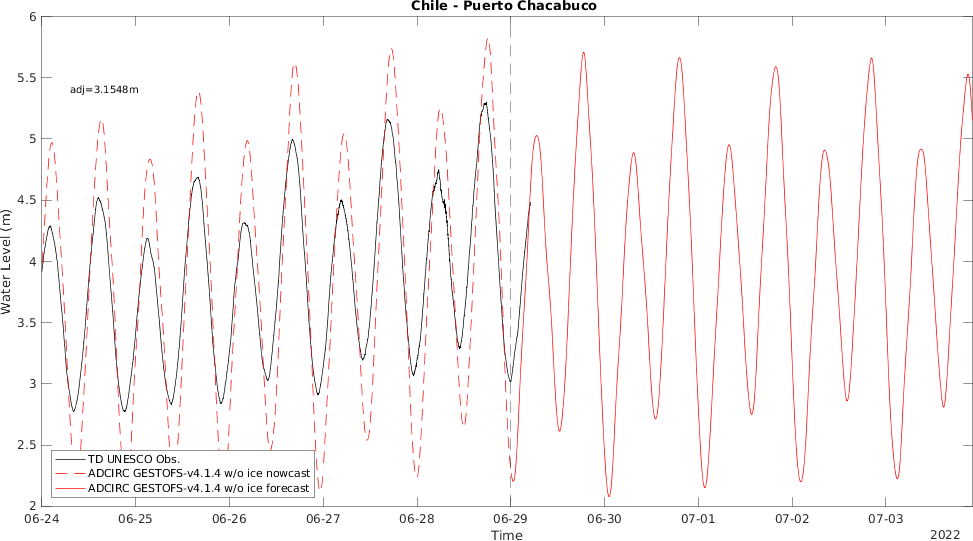 Chile - Puerto Chacabuco
6
5.5
5
4.5
4
3.5
3
2.5
2
Water Level (m)
adj=3.1548m
TD UNESCO Obs.
ADCIRC GESTOFS-v4.1.4 w/o ice nowcast
ADCIRC GESTOFS-v4.1.4 w/o ice forecast
06-24 06-25 06-26 06-27 06-28 06-29 06-30 07-01 07-02 07-03
Time
2022